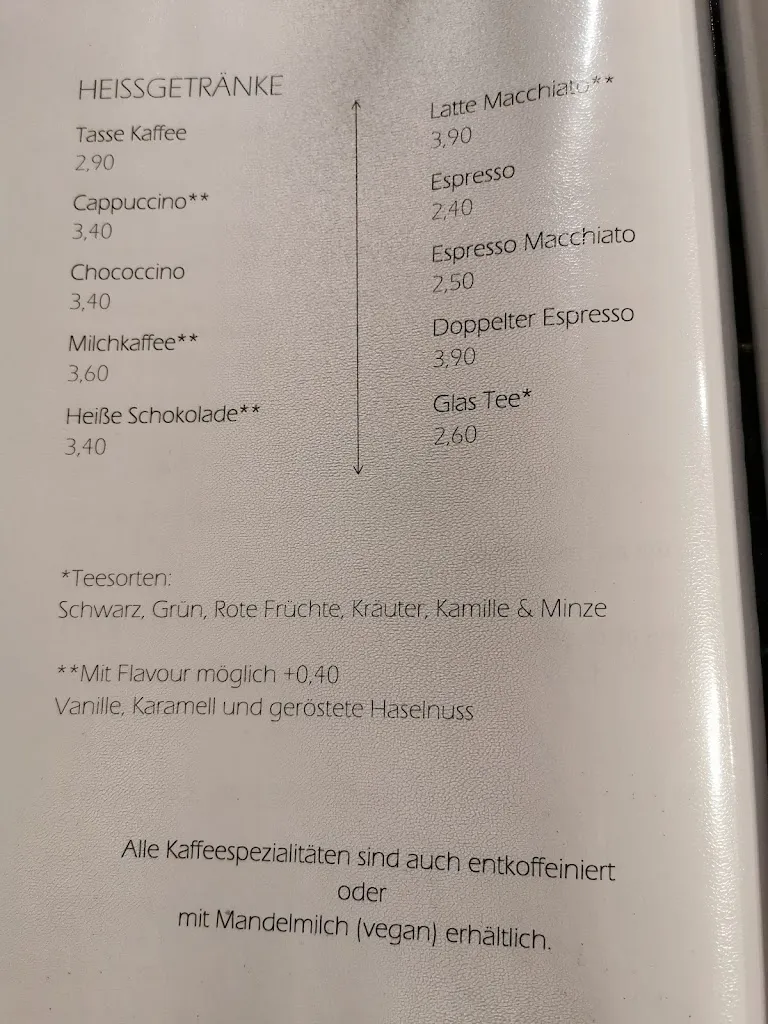 HEISSGETRÄNKE
Tasse Kaffee
2,90
Cappuccino**
3,40
Chococcino
3,40
Milchkaffee**
3,60
Heiße Schokolade**
3,40
Latte Macchiato**
3,90
Espresso
2,40
Espresso Macchiato
2,50
Doppelter Espresso
3,90
Glas Tee*
2,60
*Teesorten:
Schwarz, Grün, Rote Früchte, Kräuter, Kamille & Minze
**Mit Flavour möglich +0,40
Vanille, Karamell und geröstete Haselnuss
Alle Kaffeespezialitäten sind auch entkoffeiniert
oder
mit Mandelmilch (vegan) erhältlich.